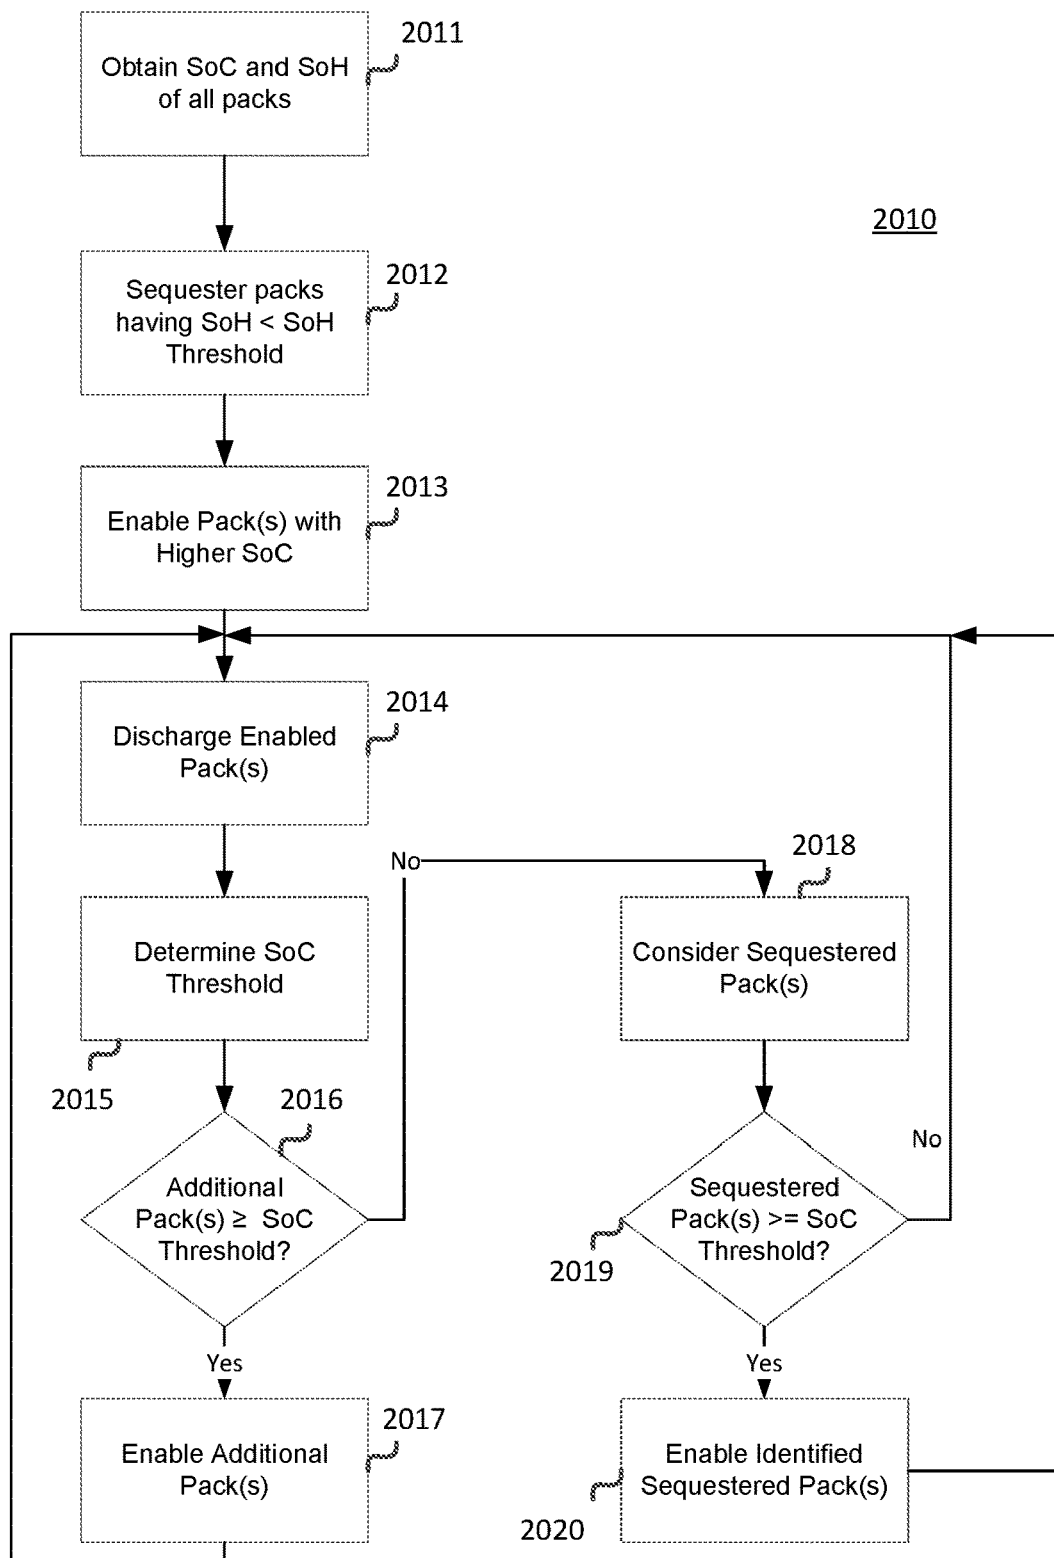 2011
Obtain SoC and SoH
of all packs
2010
2012
Sequester packs
having SoH < SoH
Threshold
2013
Enable Pack(s) with
Higher SoC
2014
Discharge Enabled
Pack(s)
No
2018
Determine SoC
Threshold
Consider Sequestered
Pack(s)
2015
2016
No
Additional
Pack(s) ≥ SoC
Threshold?
Sequestered
Pack(s) >= SoC
Threshold?
2019
Yes
Yes
2017
Enable Additional
Pack(s)
Enable Identified
Sequestered Pack(s)
2020